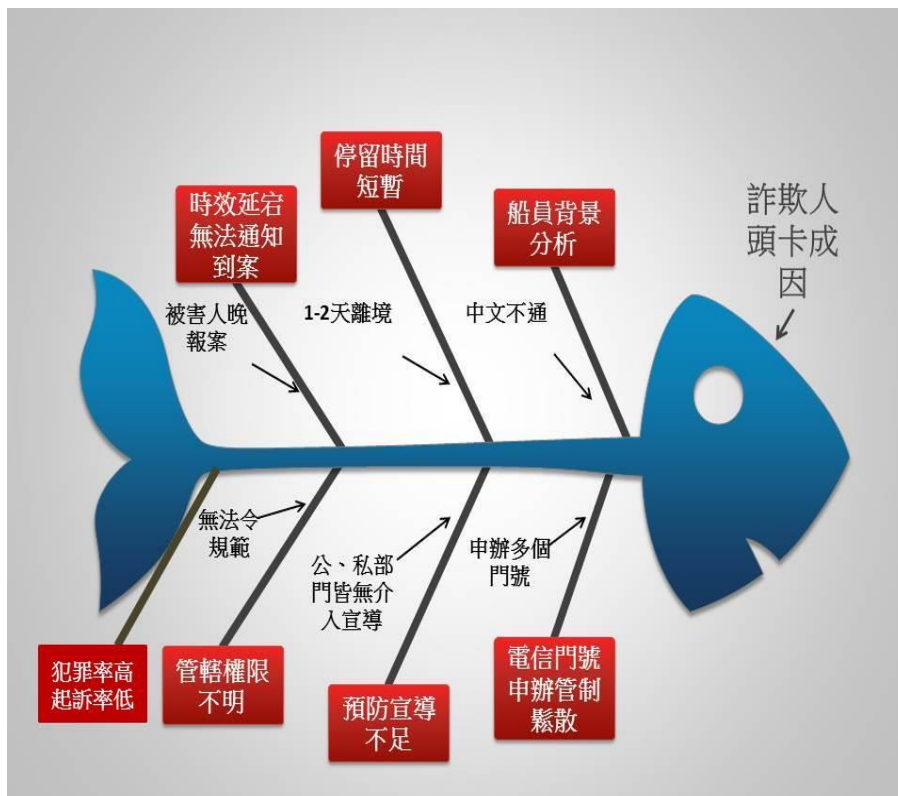 停留時間
短暫
時效延宕
無法通知
到案
船員背景
分析
詐欺人
頭卡成
因
被害人晚
報案
1-2天離境
中文不通
無法令
規範
公、私部
門皆無介
入宣導
申辦多個
門號
犯罪率高
起訴率低
管轄權限
不明
預防宣導
不足
電信門號
申辦管制
鬆散